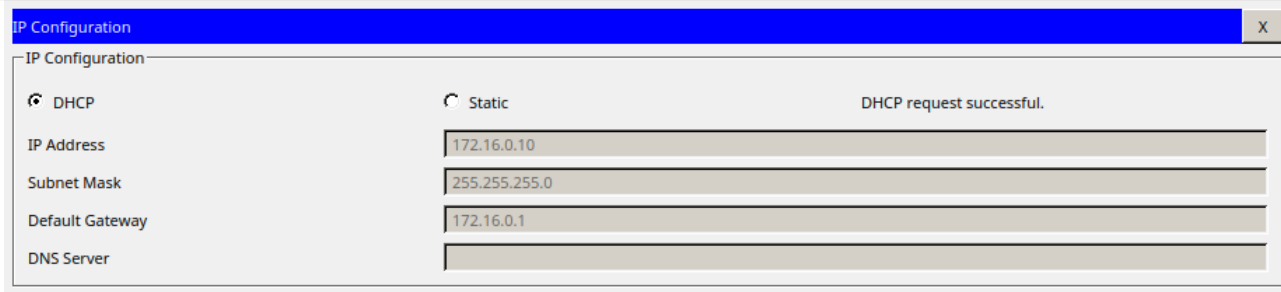 IP Configuration X
IP Configuration
DHCP Static DHCP request successful.
IP Address 172.16.0.10
Subnet Mask 255.255.255.0
Default Gateway 172.16.0.1
DNS Server